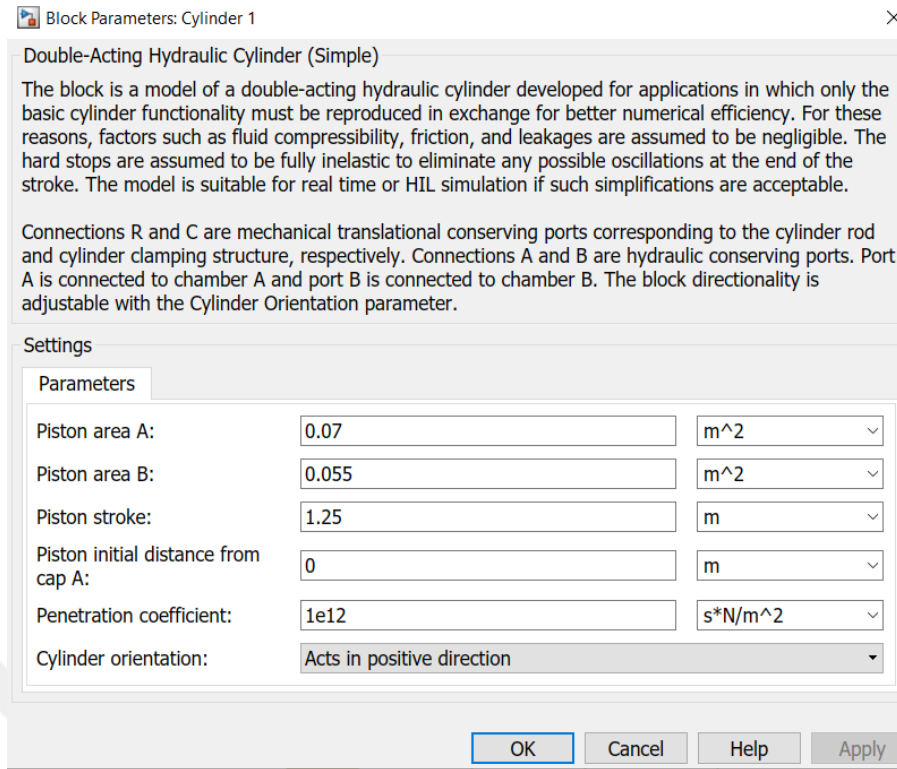 Block Parameters: Cylinder 1
Double-Acting Hydraulic Cylinder (Simple)
The block is a model of a double-acting hydraulic cylinder developed for applications in which only the
basic cylinder functionality must be reproduced in exchange for better numerical efficiency. For these
reasons, factors such as fluid compressibility, friction, and leakages are assumed to be negligible. The
hard stops are assumed to be fully inelastic to eliminate any possible oscillations at the end of the
stroke. The model is suitable for real time or HIL simulation if such simplifications are acceptable.
Connections R and C are mechanical translational conserving ports corresponding to the cylinder rod
and cylinder clamping structure, respectively. Connections A and B are hydraulic conserving ports. Port
A is connected to chamber A and port B is connected to chamber B. The block directionality is
adjustable with the Cylinder Orientation parameter.
Settings
Parameters
Piston area A: 0.07 m^2
Piston area B: 0.055 m^2
Piston stroke: 1.25 m
Piston initial distance from
cap A: 0 m
Penetration coefficient: 1e12 s*N/m^2
Cylinder orientation: Acts in positive direction
OK Cancel Help Apply